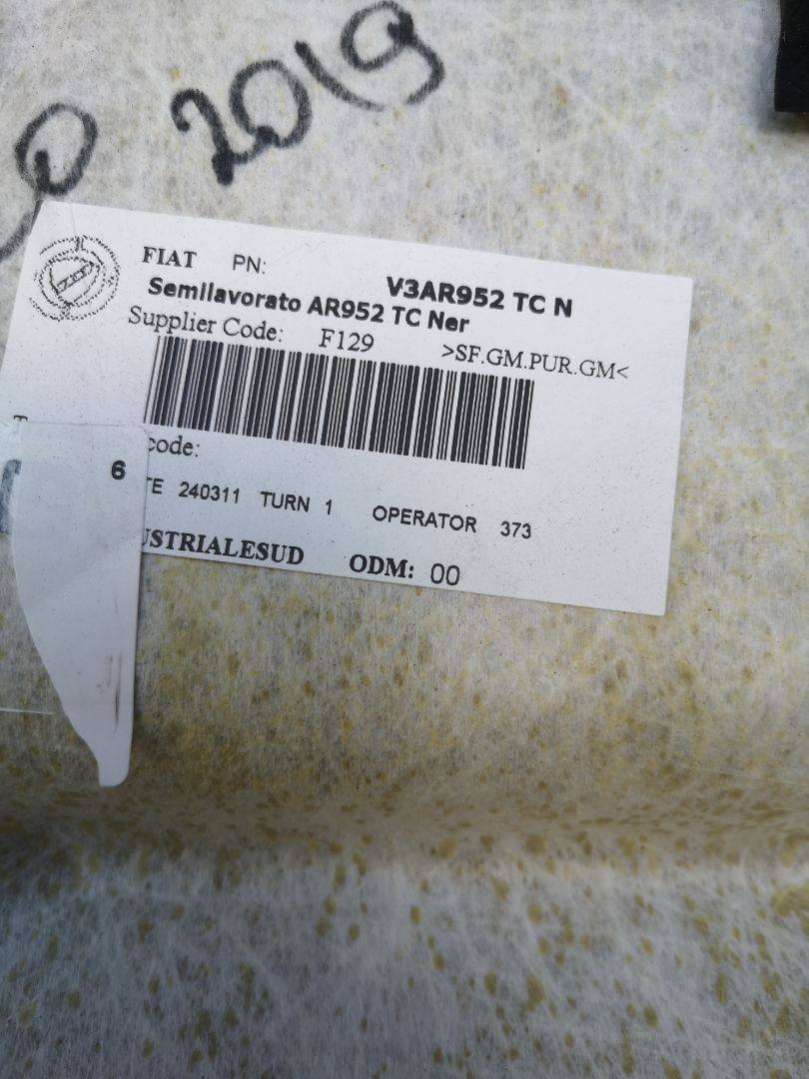 2019
FIAT PN:
V3AR952 TC N
Semilavorato AR952 TC Ner
Supplier Code: F129 >SF.GM.PUR.GM<
code:
6
TE 240311 TURN 1 OPERATOR 373
USTRIALESUD ODM: 00